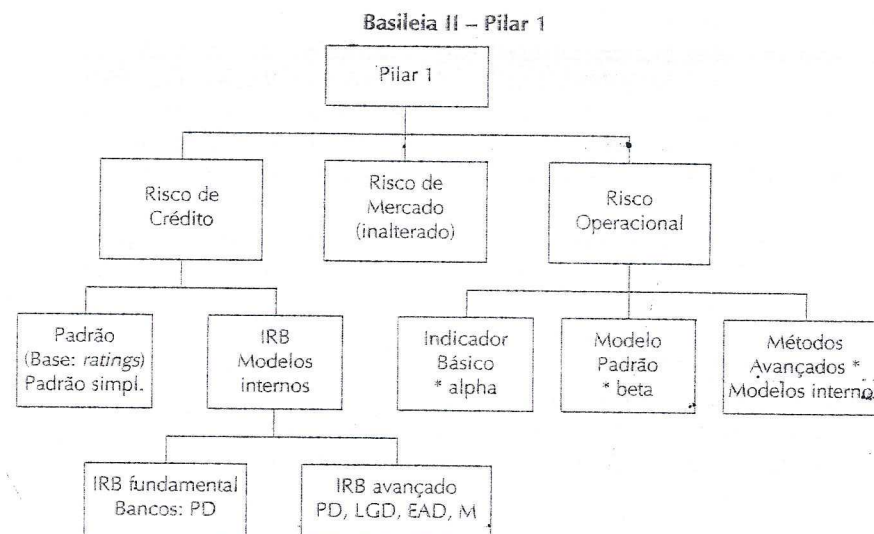 Basileia II – Pilar 1
Pilar 1
Risco de
Crédito
Risco de
Mercado
(inalterado)
Risco
Operacional
Padrão
(Base: ratings)
Padrão simpl.
IRB
Modelos
internos
Indicador
Básico
* alpha
Modelo
Padrão
* beta
Métodos
Avançados *
Modelos internos
IRB fundamental
Bancos: PD
IRB avançado
PD, LGD, EAD, M